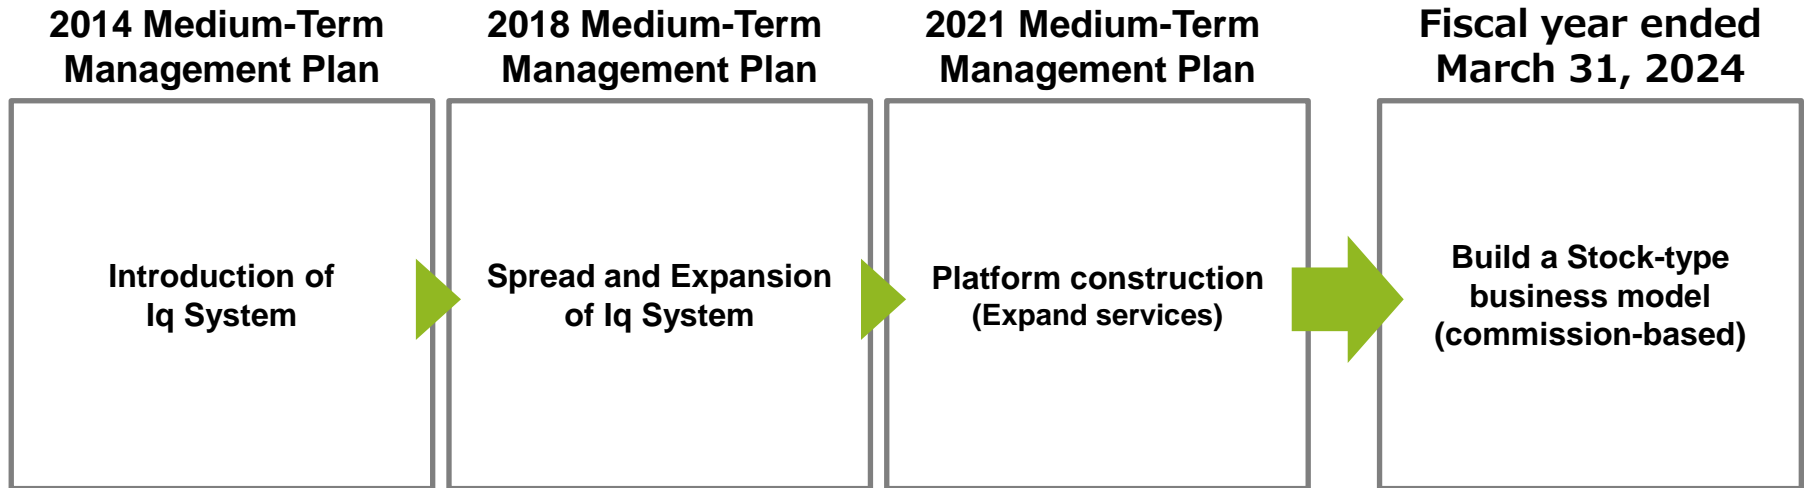 2014 Medium-Term
Management Plan
Introduction of
Iq System
2018 Medium-Term
Management Plan
Spread and Expansion
of Iq System
2021 Medium-Term
Management Plan
Platform construction
(Expand services)
Fiscal year ended
March 31, 2024
Build a Stock-type
business model
(commission-based)